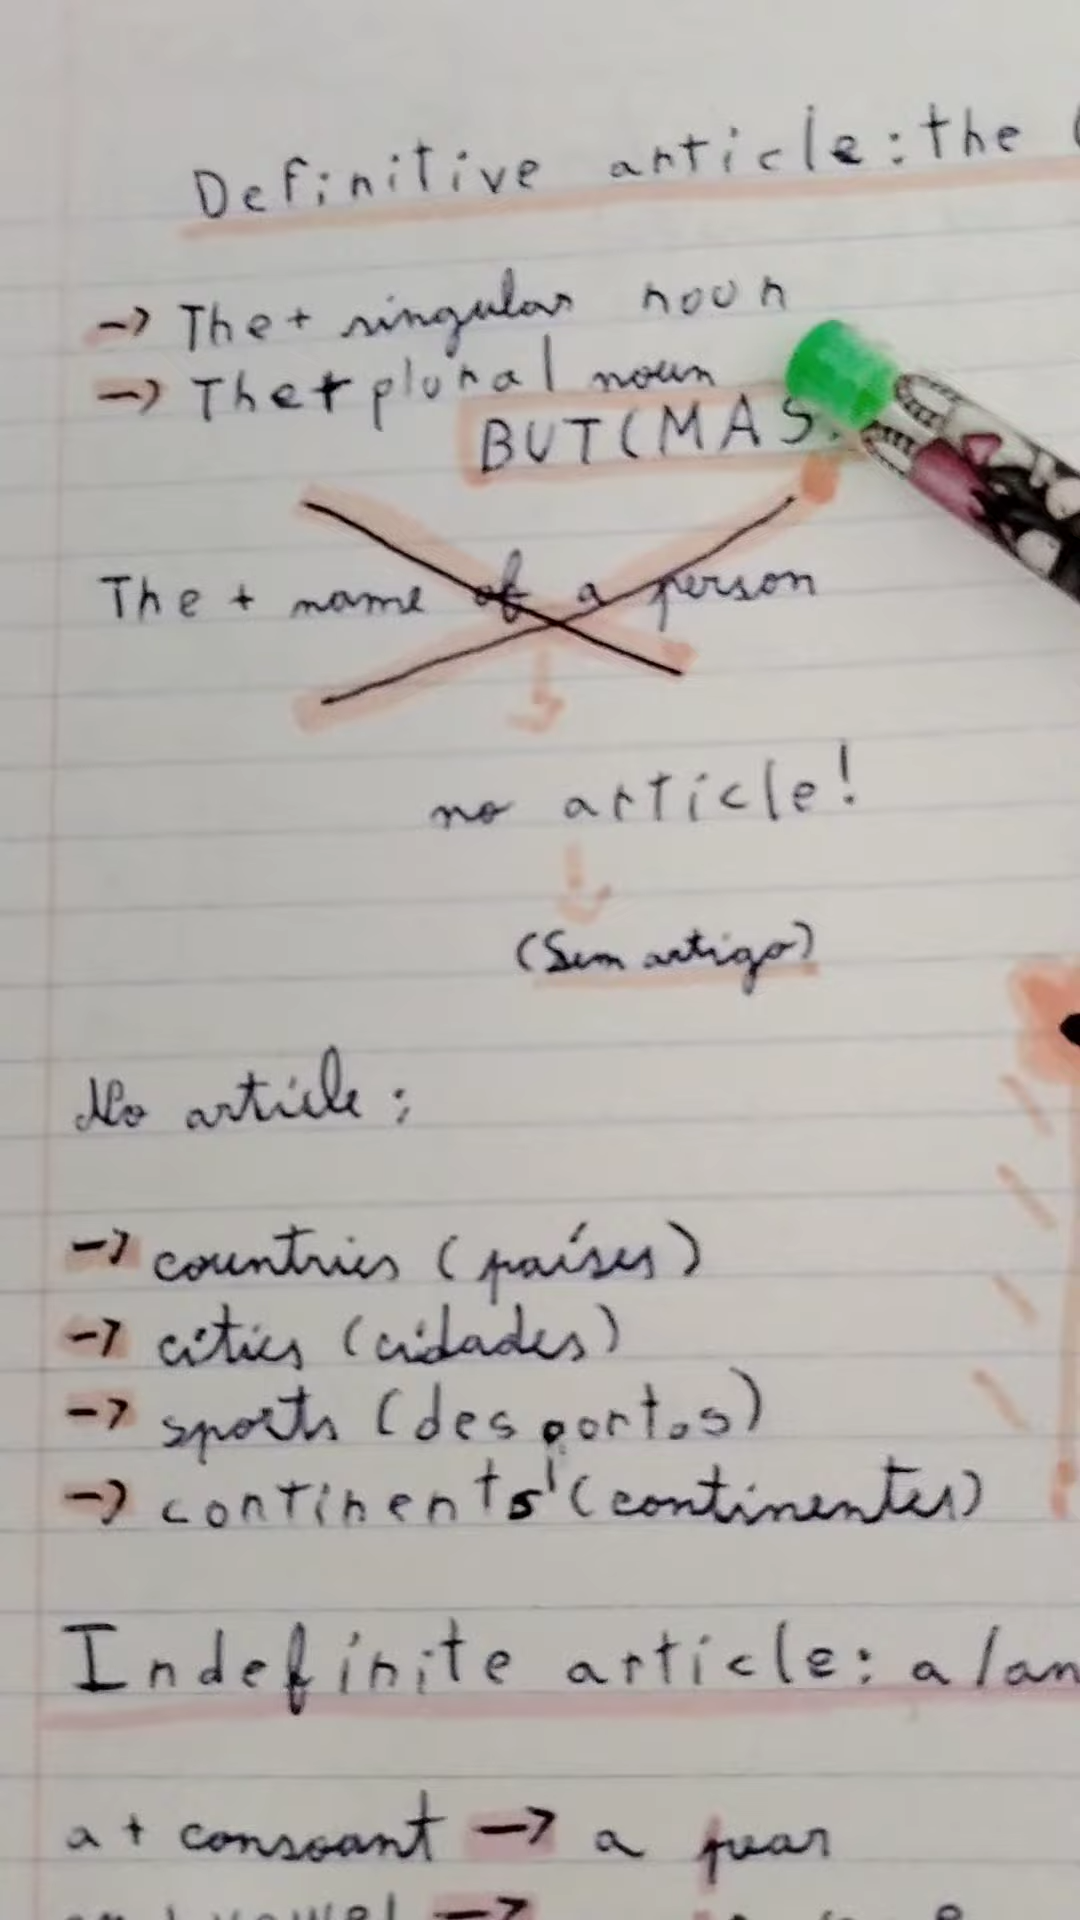 Definitive article: the (
→ The + singular noun
→ The + plural noun
BUT (MAS
The + name of a person
no article!
(Sem artigo)
No article:
→ countries (países)
→ cities (cidades)
→ sports (desportos)
→ continents (continentes)
Indefinite article: a/an
a + consoant → a pear
vowel →